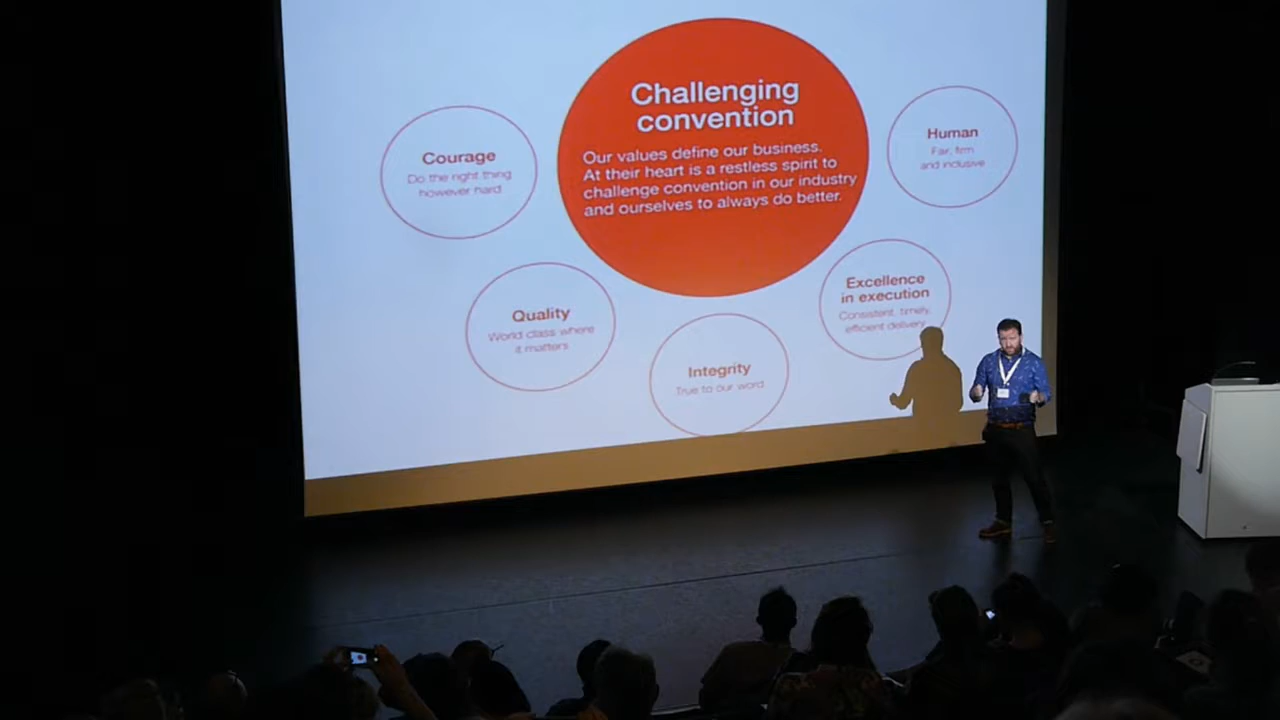 Challenging
convention
Our values define our business.
At their heart is a restless spirit to
challenge convention in our industry
and ourselves to always do better.
Courage
Do the right thing
however hard
Quality
World class where
it matters
Integrity
True to our word
Excellence
in execution
Consistent, timely,
efficient delivery
Human
Fair, firm
and inclusive